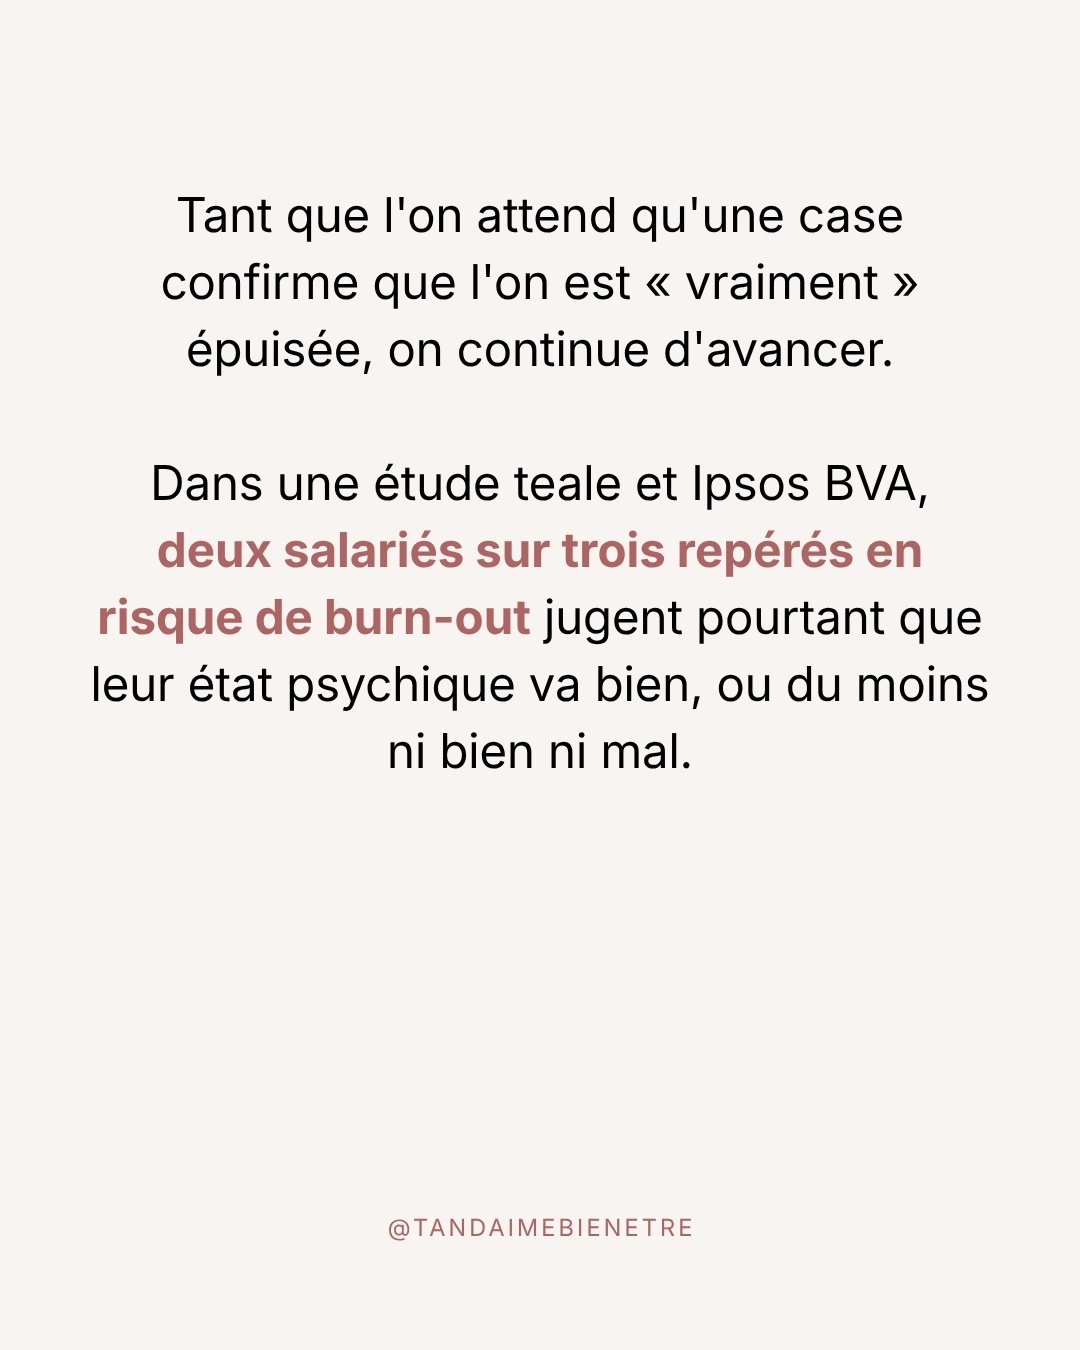 Tant que l'on attend qu'une case
confirme que l'on est « vraiment »
épuisée, on continue d'avancer.
Dans une étude teale et Ipsos BVA,
deux salariés sur trois repérés en
risque de burn-out jugent pourtant que
leur état psychique va bien, ou du moins
ni bien ni mal.
@TANDAIMEBIENETRE